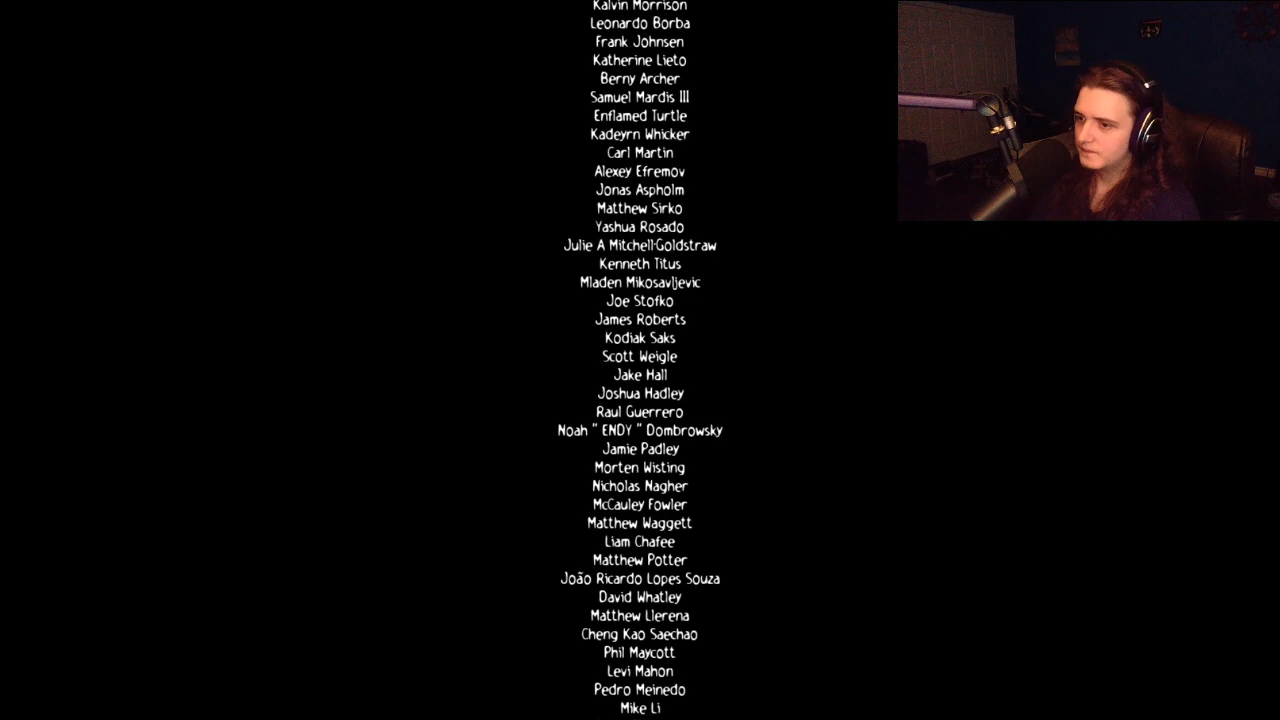 Kalvin Morrison
Leonardo Borba
Frank Johnsen
Katherine Lieto
Berny Archer
Samuel Mardis III
Enflamed Turtle
Kadeyrn Whicker
Carl Martin
Alexey Efremov
Jonas Aspholm
Matthew Sirko
Yashua Rosado
Julie A Mitchell-Goldstraw
Kenneth Titus
Mladen Mikosavljevic
Joe Stofko
James Roberts
Kodiak Saks
Scott Weigle
Jake Hall
Joshua Hadley
Raul Guerrero
Noah " ENDY " Dombrowsky
Jamie Padley
Morten Wisting
Nicholas Nagher
McCauley Fowler
Matthew Waggett
Liam Chafee
Matthew Potter
João Ricardo Lopes Souza
David Whatley
Matthew Llerena
Cheng Kao Saechao
Phil Maycott
Levi Mahon
Pedro Meinedo
Mike Li